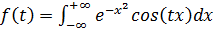 f(t) = ∫_{-∞}^{+∞} e^{-x^2} cos(tx)dx